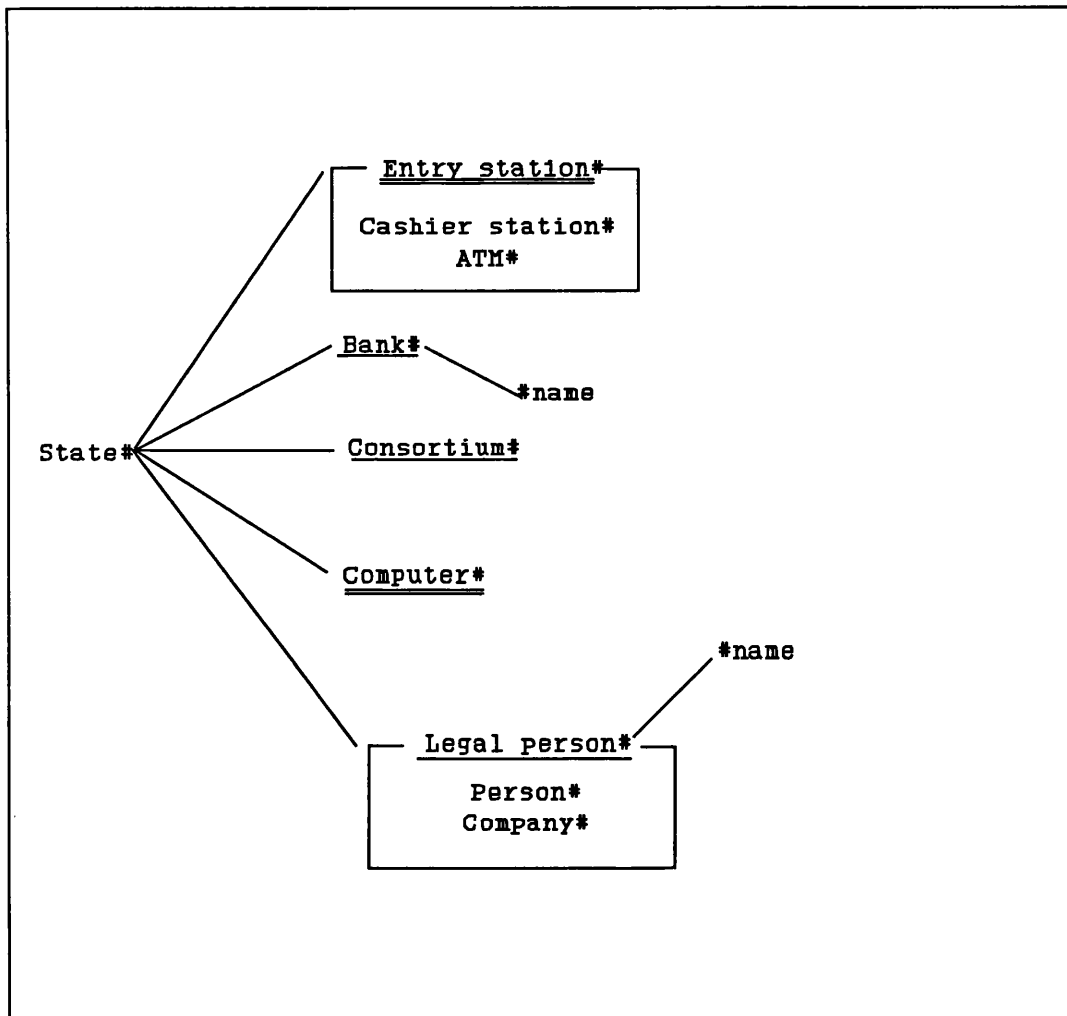 Entry station#
Cashier station#
ATM#
Bank#
#name
State#
Consortium#
Computer#
#name
Legal person#
Person#
Company#